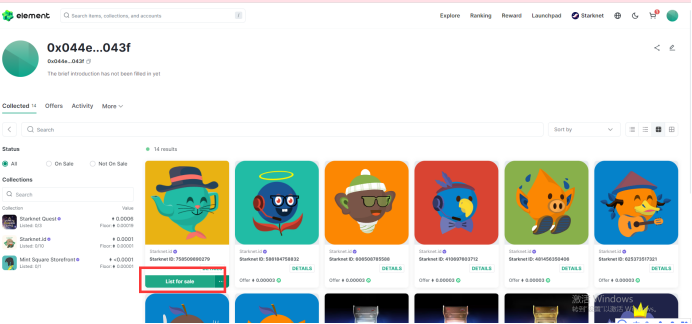 element
Search items, collections, and accounts
/
Explore Ranking Reward Launchpad Starknet
0x044e...043f
0x044e...043f
The brief introduction has not been filled in yet
Collected 14 Offers Activity More
Search
Sort by
Status
All On Sale Not On Sale
Collections
Search
Collection Value
Starknet Quest 0.0006
Listed: 0/3 Floor: 0.00019
Starknet.id 0.0001
Listed: 0/10 Floor: 0.00001
Mint Square Storefront <0.0001
Listed: 0/1 Floor: 0.00001
14 results
Starknet.id
Starknet ID: 758509690279
List for sale
Starknet.id
Starknet ID: 586184758832
DETAILS
Offer 0.00003
Starknet.id
Starknet ID: 606508765588
DETAILS
Offer 0.00003
Starknet.id
Starknet ID: 410697803712
DETAILS
Offer 0.00003
Starknet.id
Starknet ID: 481456350408
DETAILS
Offer 0.00003
Starknet.id
Starknet ID: 625373517321
DETAILS
Offer 0.00003
激活 Windows
转到"设置"以激活 Windows。